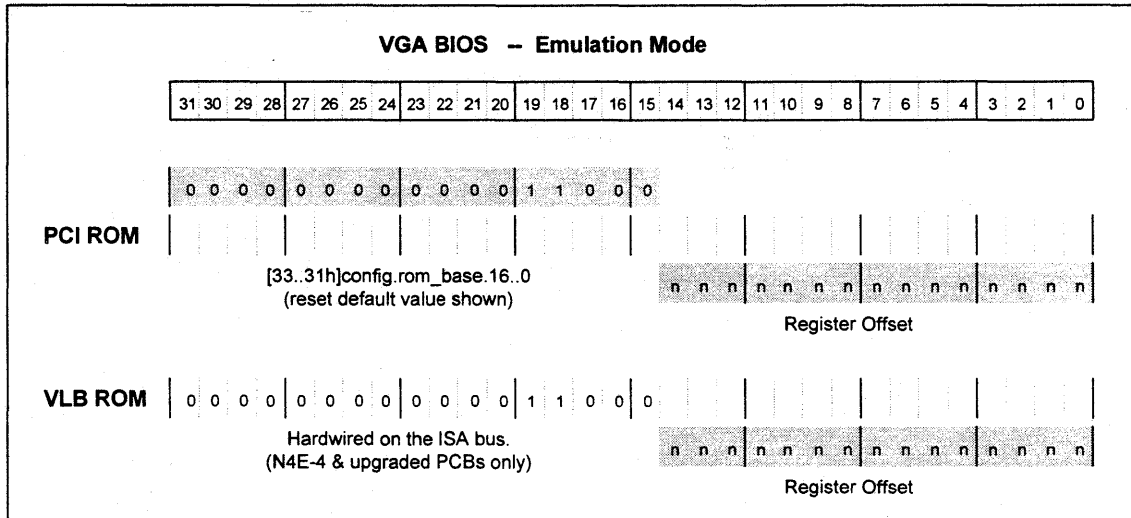 VGA BIOS -- Emulation Mode
31 30 29 28 27 26 25 24 23 22 21 20 19 18 17 16 15 14 13 12 11 10 9 8 7 6 5 4 3 2 1 0
0 0 0 0 0 0 0 0 0 0 0 0 1 1 0 0 0
PCI ROM
[33..31h]config.rom_base.16..0
(reset default value shown)
n n n n n n n n n n n n n n n
Register Offset
VLB ROM 0 0 0 0 0 0 0 0 0 0 0 0 1 1 0 0 0
Hardwired on the ISA bus.
(N4E-4 & upgraded PCBs only)
n n n n n n n n n n n n n n n
Register Offset